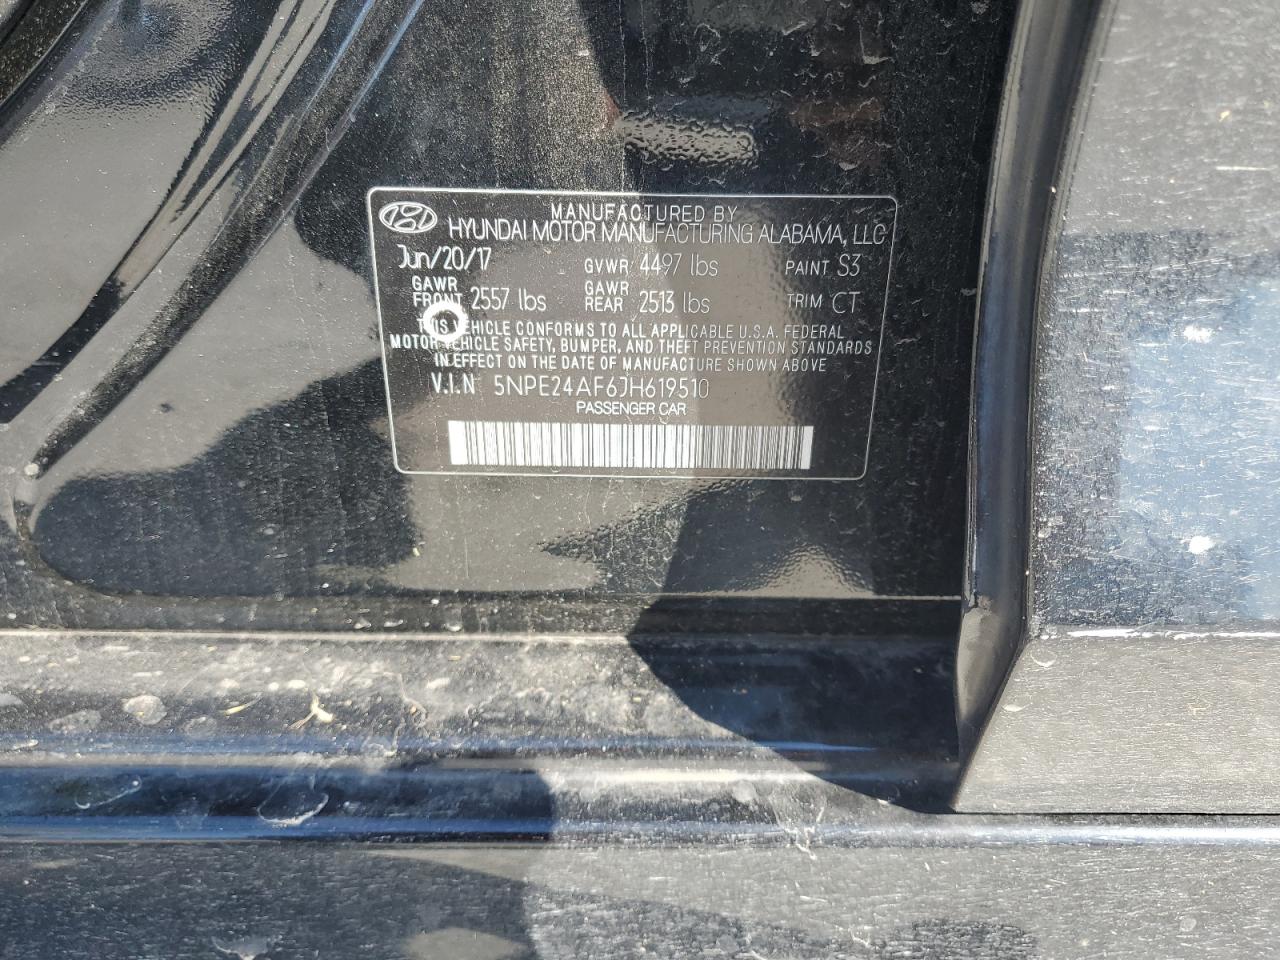 MANUFACTURED BY
HYUNDAI MOTOR MANUFACTURING ALABAMA, LLC
Jun/20/17 GVWR 4497 lbs PAINT S3
GAWR FRONT 2557 lbs GAWR REAR 2513 lbs TRIM CT
THIS VEHICLE CONFORMS TO ALL APPLICABLE U.S.A. FEDERAL
MOTOR VEHICLE SAFETY, BUMPER, AND THEFT PREVENTION STANDARDS
IN EFFECT ON THE DATE OF MANUFACTURE SHOWN ABOVE
V.I.N 5NPE24AF6JH619510
PASSENGER CAR